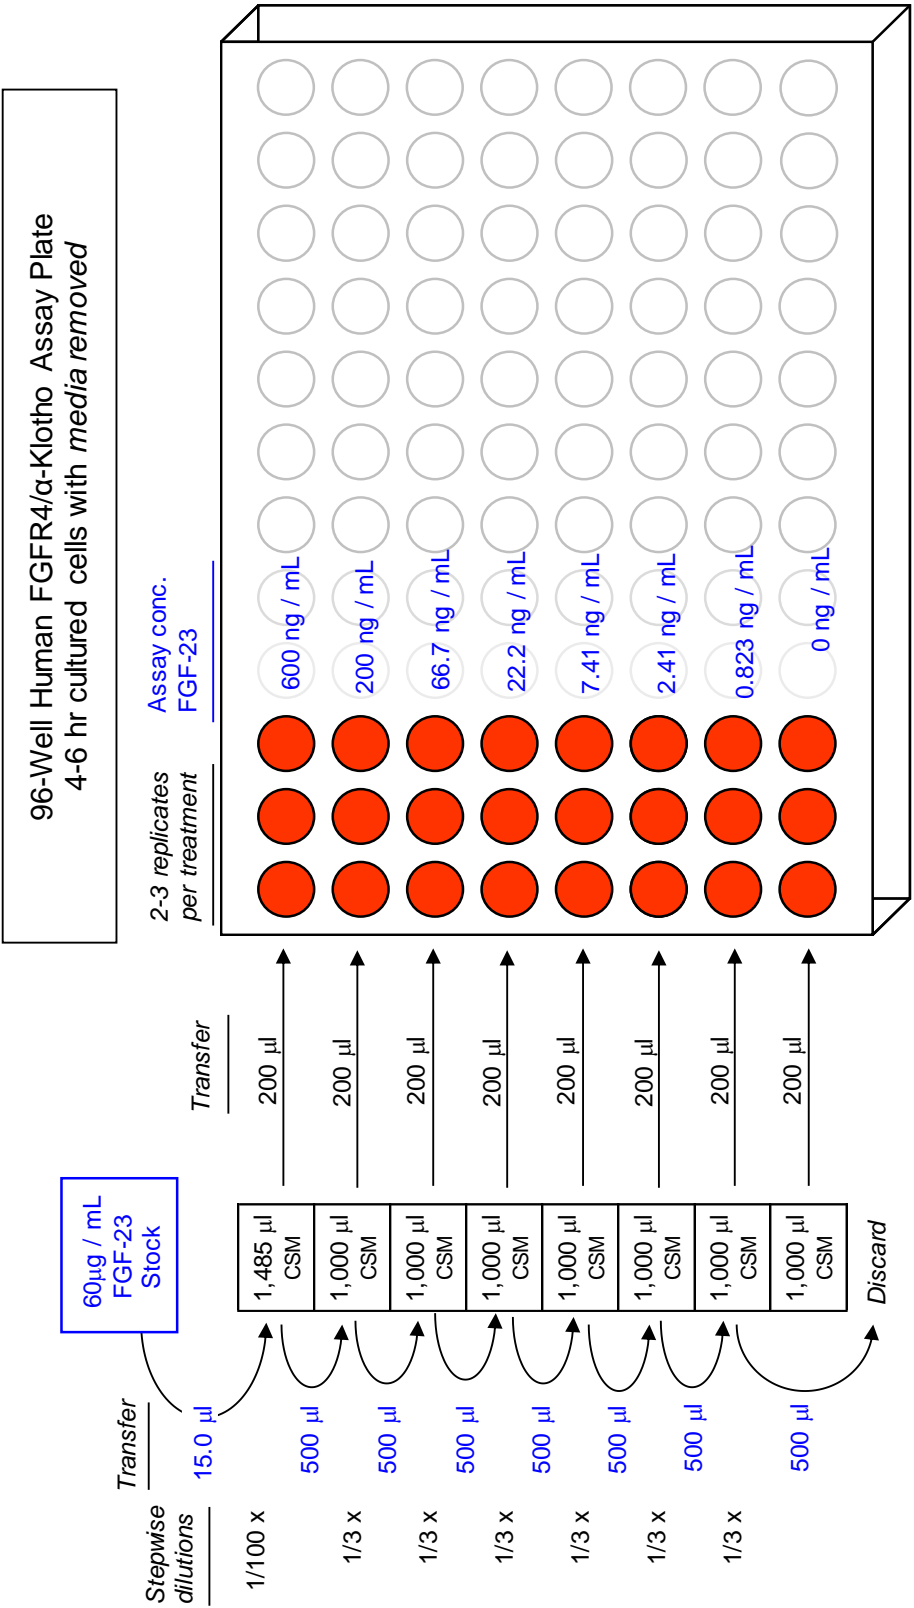 96-Well Human FGFR4/α-Klotho Assay Plate
4-6 hr cultured cells with media removed
Stepwise
dilutions
Transfer
60µg / mL
FGF-23
Stock
Transfer
2-3 replicates
per treatment
Assay conc.
FGF-23
1/100 x
15.0 µl
1,485 µl
CSM
200 µl
600 ng / mL
1/3 x
500 µl
1,000 µl
CSM
200 µl
200 ng / mL
1/3 x
500 µl
1,000 µl
CSM
200 µl
66.7 ng / mL
1/3 x
500 µl
1,000 µl
CSM
200 µl
22.2 ng / mL
1/3 x
500 µl
1,000 µl
CSM
200 µl
7.41 ng / mL
1/3 x
500 µl
1,000 µl
CSM
200 µl
2.41 ng / mL
1/3 x
500 µl
1,000 µl
CSM
200 µl
0.823 ng / mL
500 µl
1,000 µl
CSM
200 µl
0 ng / mL
Discard